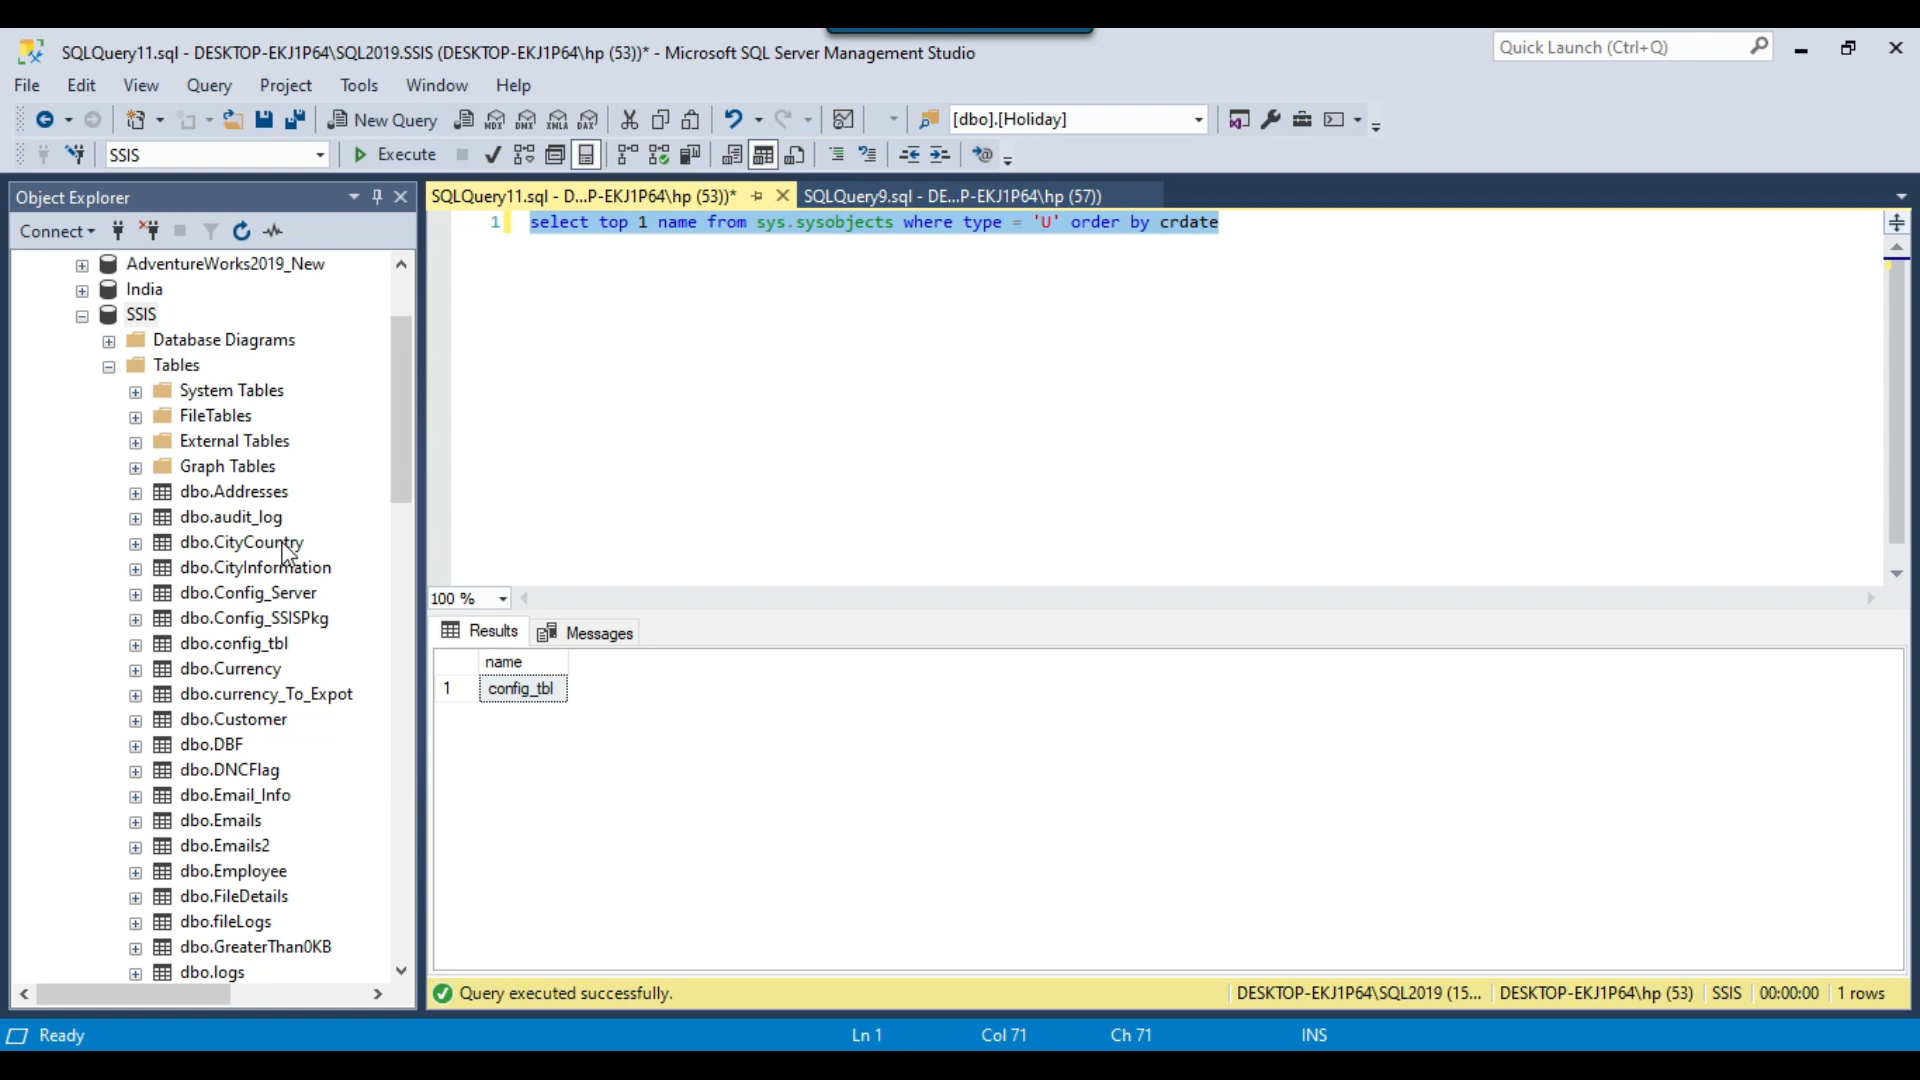 SQLQuery11.sql - DESKTOP-EKJ1P64\SQL2019.SSIS (DESKTOP-EKJ1P64\hp (53))* - Microsoft SQL Server Management Studio
Quick Launch (Ctrl+Q)
File Edit View Query Project Tools Window Help
New Query MDX DMX XMLA DAX [dbo].[Holiday]
SSIS Execute
Object Explorer
SQLQuery11.sql - D...P-EKJ1P64\hp (53))* SQLQuery9.sql - DE...P-EKJ1P64\hp (57))
Connect
1 select top 1 name from sys.sysobjects where type = 'U' order by crdate
AdventureWorks2019_New
India
SSIS
Database Diagrams
Tables
System Tables
FileTables
External Tables
Graph Tables
dbo.Addresses
dbo.audit_log
dbo.CityCountry
dbo.CityInformation
dbo.Config_Server
dbo.Config_SSISPkg
dbo.config_tbl
dbo.Currency
dbo.currency_To_Expot
dbo.Customer
dbo.DBF
dbo.DNCFlag
dbo.Email_Info
dbo.Emails
dbo.Emails2
dbo.Employee
dbo.FileDetails
dbo.fileLogs
dbo.GreaterThan0KB
dbo.logs
100 %
Results Messages
name
1 config_tbl
Query executed successfully. DESKTOP-EKJ1P64\SQL2019 (15... DESKTOP-EKJ1P64\hp (53) SSIS 00:00:00 1 rows
Ready Ln 1 Col 71 Ch 71 INS